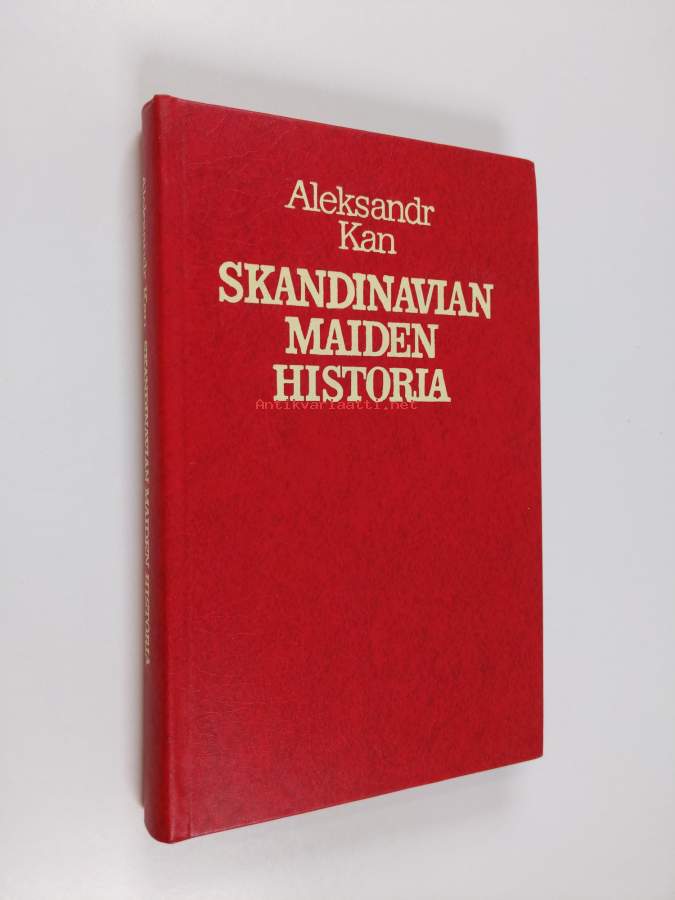 Aleksandr
Kan
SKANDINAVIAN
MAIDEN
HISTORIA
Antikvariaatti.net
Aleksandr Kan SKANDINAVIAN MAIDEN HISTORIA